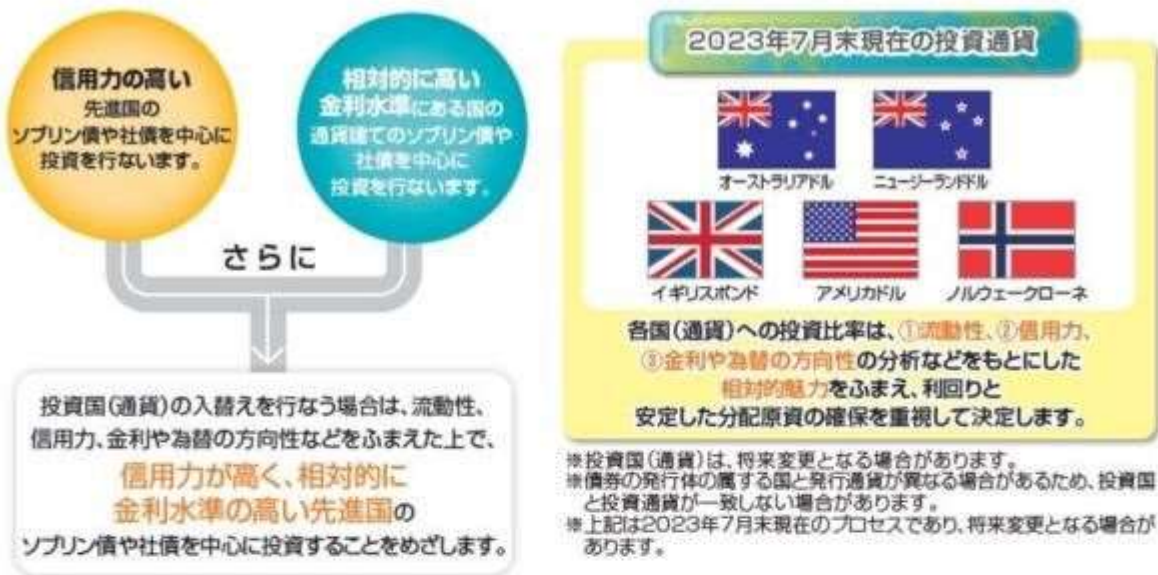 信用力の高い
先進国の
ソブリン債や社債を中心に
投資を行ないます。
相対的に高い
金利水準にある国の
通貨建てのソブリン債や
社債を中心に
投資を行ないます。
さらに
投資国(通貨)の入替えを行なう場合は、流動性、
信用力、金利や為替の方向性などをふまえた上で、
信用力が高く、相対的に
金利水準の高い先進国の
ソブリン債や社債を中心に投資することをめざします。
2023年7月末現在の投資通貨
オーストラリアドル
ニュージーランドドル
イギリスポンド
アメリカドル
ノルウェークローネ
各国(通貨)への投資比率は、①流動性、②信用力、
③金利や為替の方向性の分析などをもとにした
相対的魅力をふまえ、利回りと
安定した分配原資の確保を重視して決定します。
※投資国(通貨)は、将来変更となる場合があります。
※債券の発行体の属する国と発行通貨が異なる場合があるため、投資国
と投資通貨が一致しない場合があります。
※上記は2023年7月末現在のプロセスであり、将来変更となる場合が
あります。